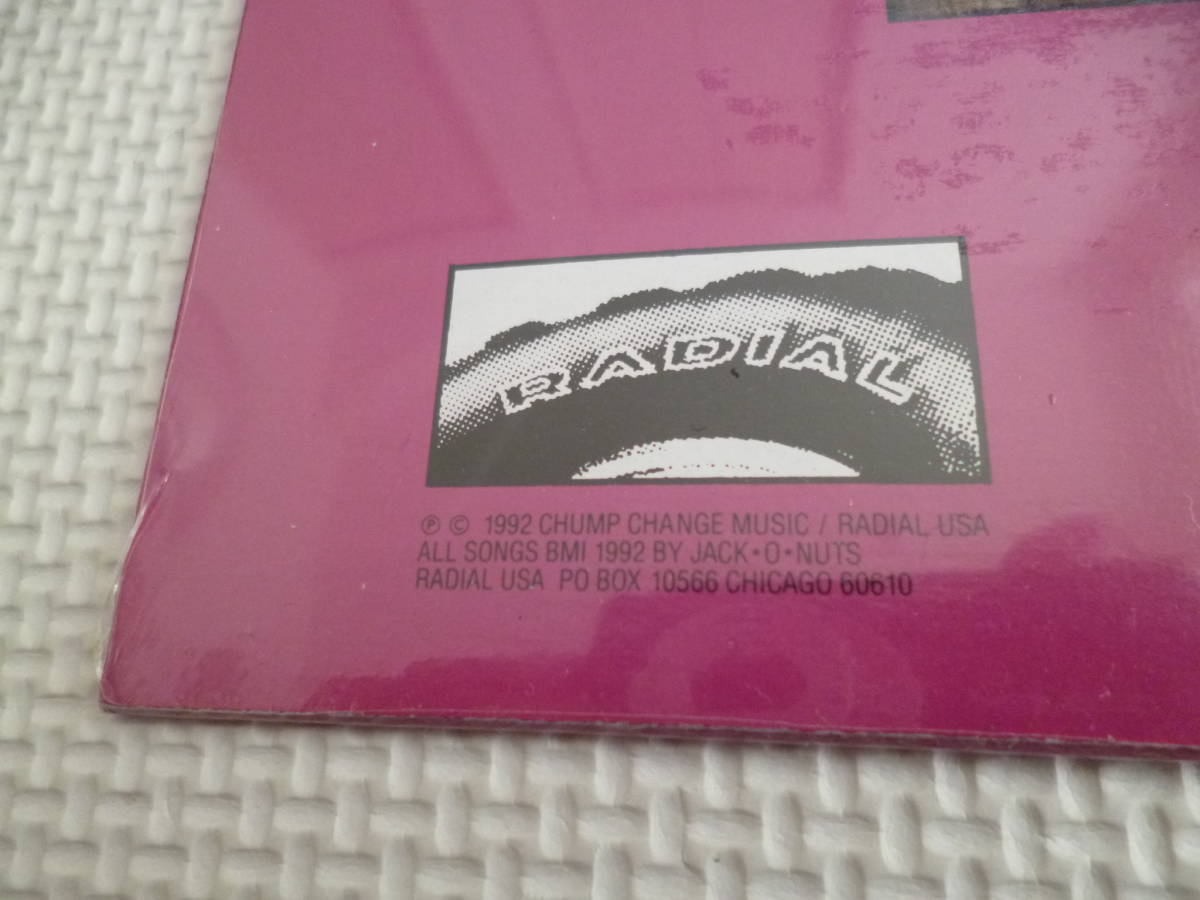 RADIAL
℗ © 1992 CHUMP CHANGE MUSIC / RADIAL USA
ALL SONGS BMI 1992 BY JACK•O•NUTS
RADIAL USA PO BOX 10566 CHICAGO 60610